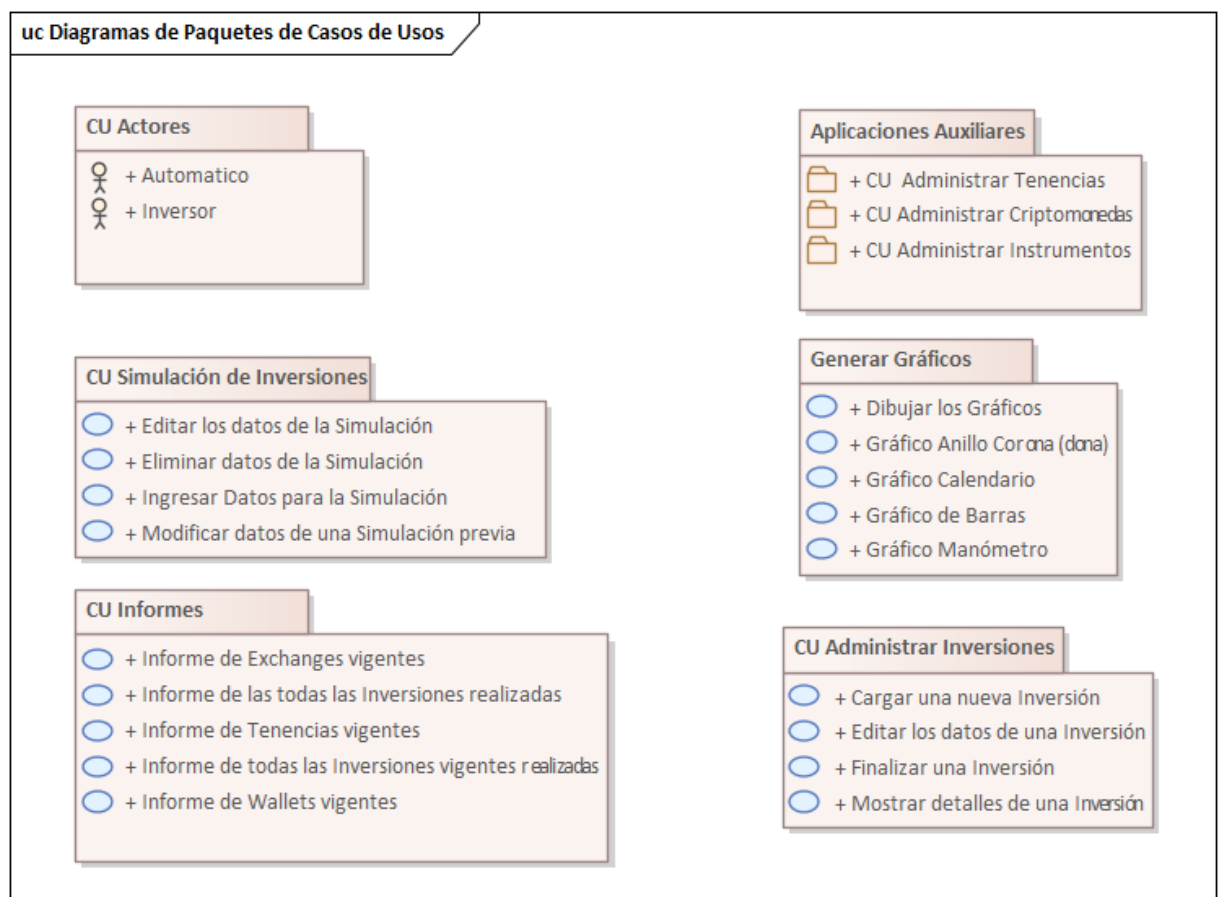 uc Diagramas de Paquetes de Casos de Usos
CU Actores
+ Automatico
+ Inversor
Aplicaciones Auxiliares
+ CU Administrar Tenencias
+ CU Administrar Criptomonedas
+ CU Administrar Instrumentos
CU Simulación de Inversiones
+ Editar los datos de la Simulación
+ Eliminar datos de la Simulación
+ Ingresar Datos para la Simulación
+ Modificar datos de una Simulación previa
Generar Gráficos
+ Dibujar los Gráficos
+ Gráfico Anillo Corona (dona)
+ Gráfico Calendario
+ Gráfico de Barras
+ Gráfico Manómetro
CU Informes
+ Informe de Exchanges vigentes
+ Informe de las todas las Inversiones realizadas
+ Informe de Tenencias vigentes
+ Informe de todas las Inversiones vigentes realizadas
+ Informe de Wallets vigentes
CU Administrar Inversiones
+ Cargar una nueva Inversión
+ Editar los datos de una Inversión
+ Finalizar una Inversión
+ Mostrar detalles de una Inversión